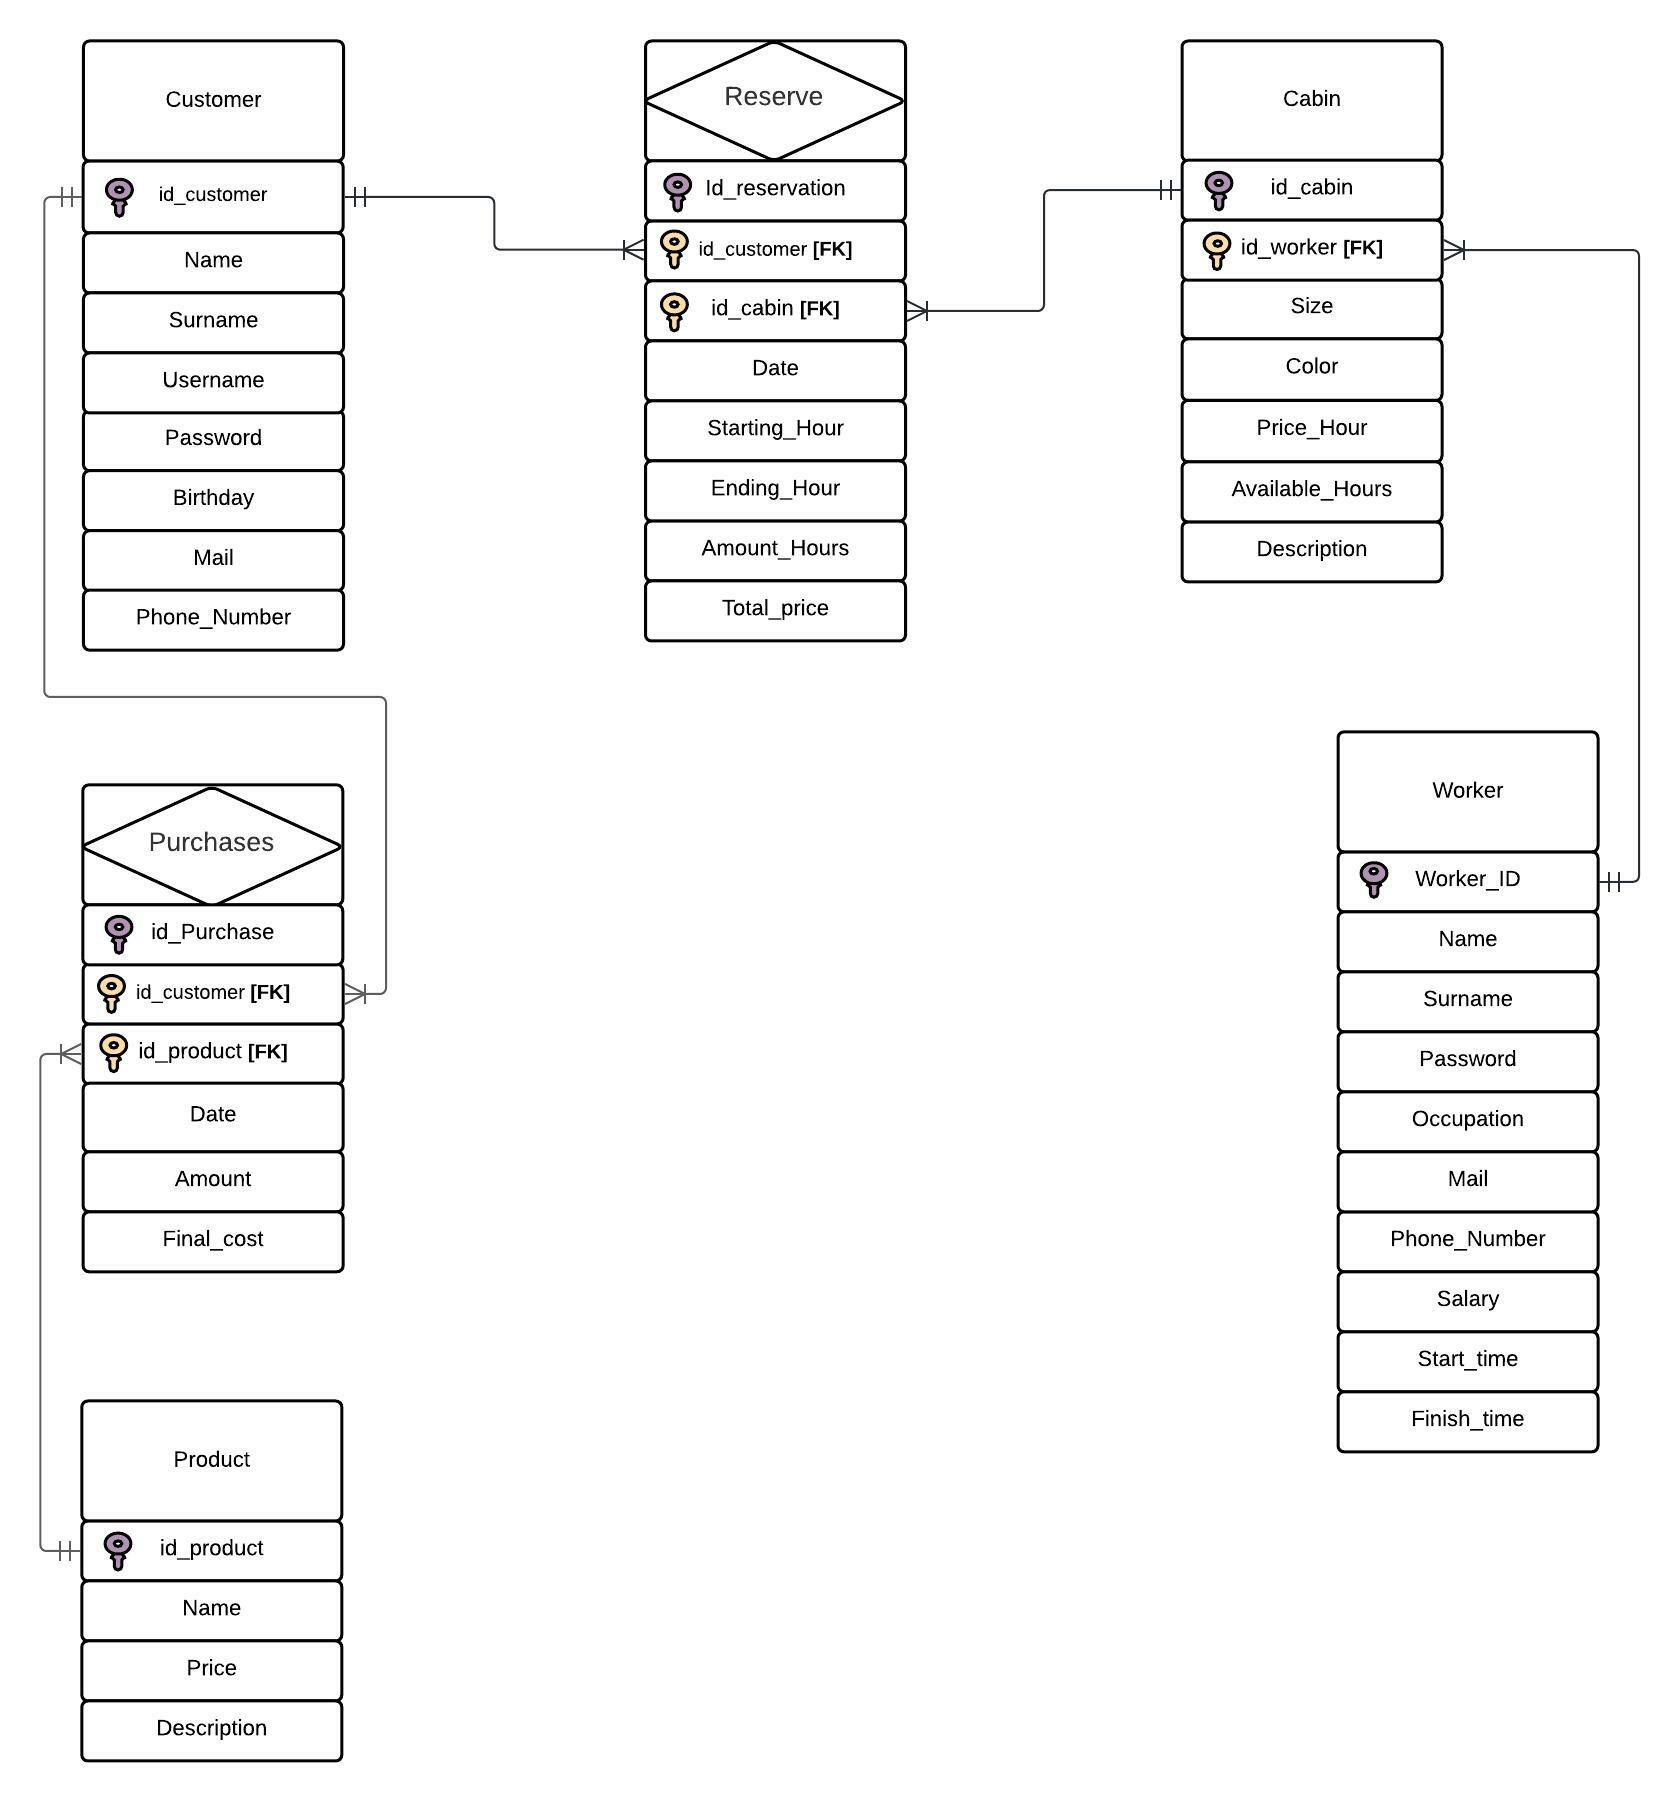 Customer
id_customer
Name
Surname
Username
Password
Birthday
Mail
Phone_Number
Reserve
Id_reservation
id_customer [FK]
id_cabin [FK]
Date
Starting_Hour
Ending_Hour
Amount_Hours
Total_price
Cabin
id_cabin
id_worker [FK]
Size
Color
Price_Hour
Available_Hours
Description
Purchases
id_Purchase
id_customer [FK]
id_product [FK]
Date
Amount
Final_cost
Worker
Worker_ID
Name
Surname
Password
Occupation
Mail
Phone_Number
Salary
Start_time
Finish_time
Product
id_product
Name
Price
Description